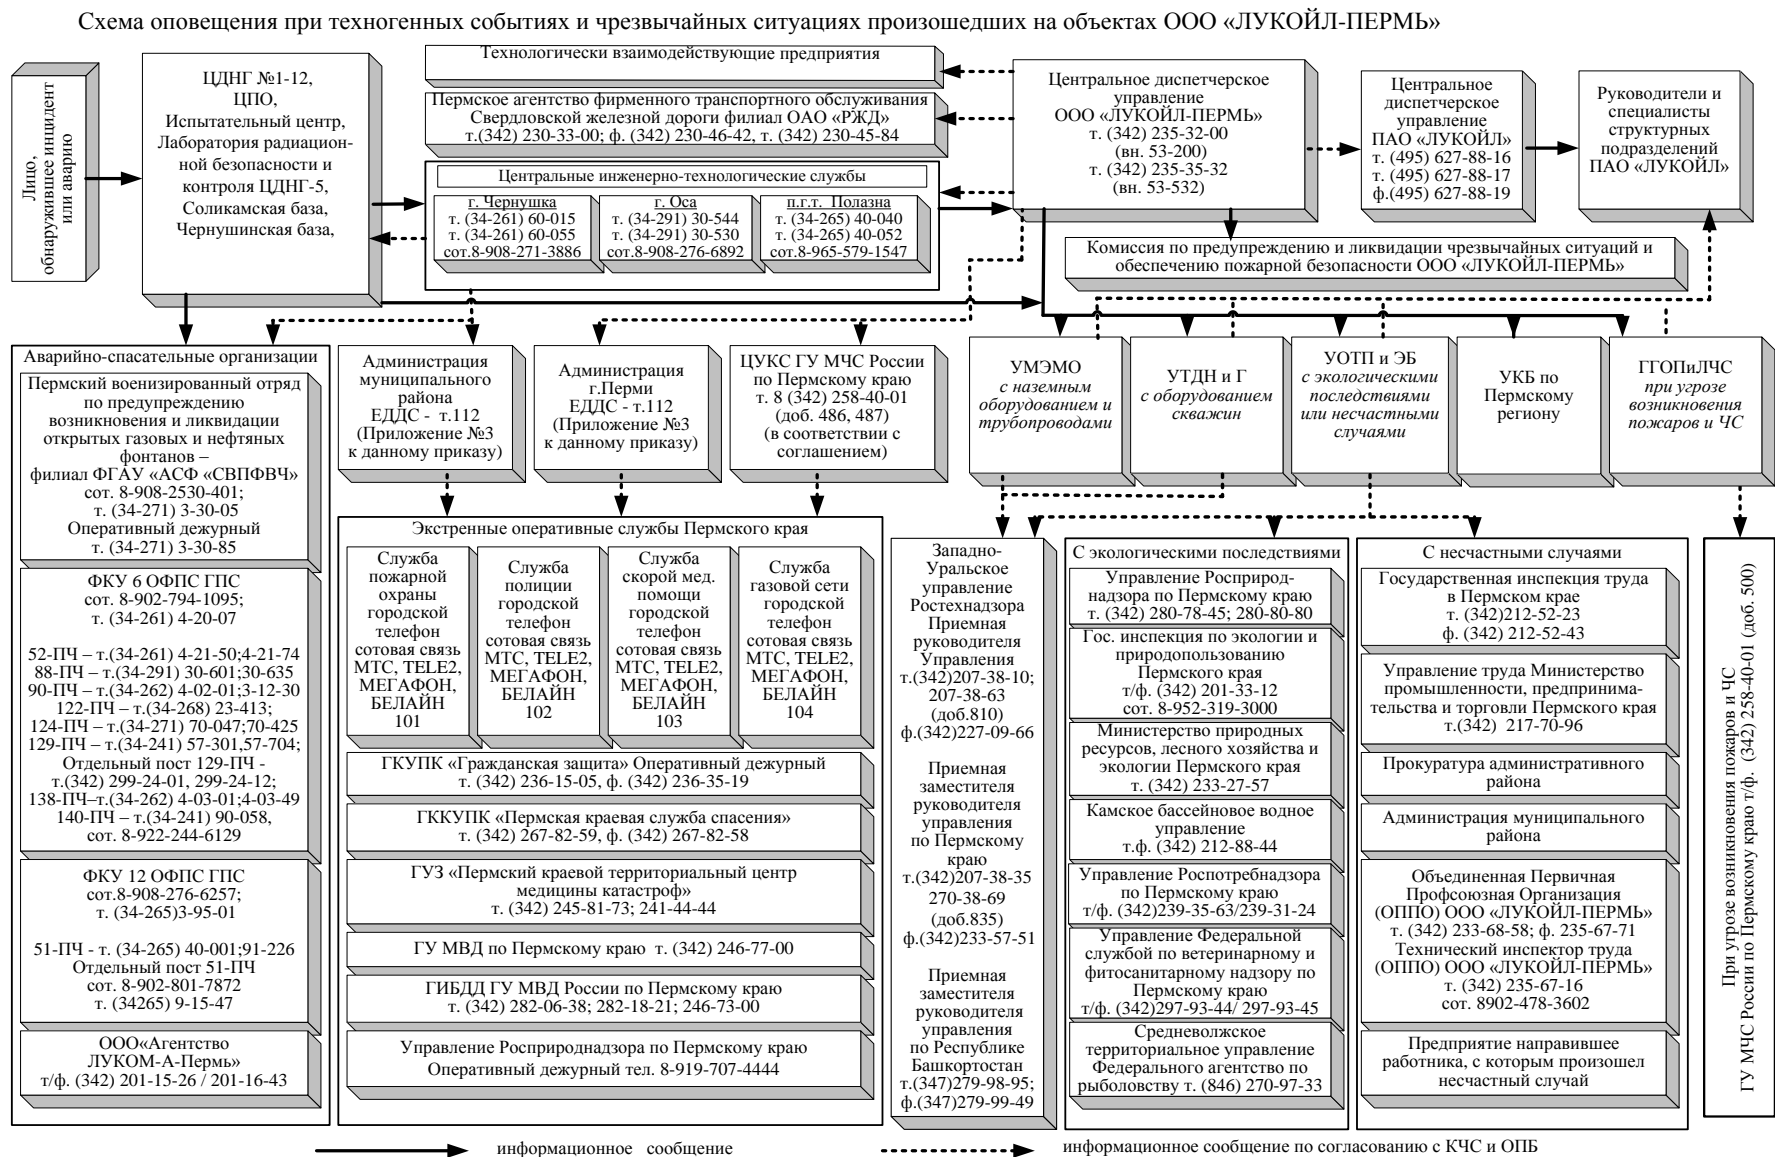 Схема оповещения при техногенных событиях и чрезвычайных ситуациях произошедших на объектах ООО «ЛУКОЙЛ-ПЕРМЬ»
Лицо,
обнаружившее инцидент
или аварию
ЦДНГ №1-12,
ЦПО,
Испытательный центр,
Лаборатория радиацион-
ной безопасности и
контроля ЦДНГ-5,
Соликамская база,
Чернушинская база,
Технологически взаимодействующие предприятия
Пермское агентство фирменного транспортного обслуживания
Свердловской железной дороги филиал ОАО «РЖД»
т.(342) 230-33-00; ф. (342) 230-46-42, т. (342) 230-45-84
Центральные инженерно-технологические службы
г. Чернушка
т. (34-261) 60-015
т. (34-261) 60-055
сот.8-908-271-3886
г. Оса
т. (34-291) 30-544
т. (34-291) 30-530
сот.8-908-276-6892
п.г.т. Полазна
т. (34-265) 40-040
т. (34-265) 40-052
сот.8-965-579-1547
Центральное диспетчерское
управление
ООО «ЛУКОЙЛ-ПЕРМЬ»
т. (342) 235-32-00
(вн. 53-200)
т. (342) 235-35-32
(вн. 53-532)
Центральное
диспетчерское
управление
ПАО «ЛУКОЙЛ»
т. (495) 627-88-16
т. (495) 627-88-17
ф.(495) 627-88-19
Руководители и
специалисты
структурных
подразделений
ПАО «ЛУКОЙЛ»
Комиссия по предупреждению и ликвидации чрезвычайных ситуаций и
обеспечению пожарной безопасности ООО «ЛУКОЙЛ-ПЕРМЬ»
Аварийно-спасательные организации
Пермский военизированный отряд
по предупреждению
возникновения и ликвидации
открытых газовых и нефтяных
фонтанов –
филиал ФГАУ «АСФ «СВПФВЧ»
сот. 8-908-2530-401;
т. (34-271) 3-30-05
Оперативный дежурный
т. (34-271) 3-30-85
ФКУ 6 ОФПС ГПС
сот. 8-902-794-1095;
т. (34-261) 4-20-07
52-ПЧ – т.(34-261) 4-21-50;4-21-74
88-ПЧ – т.(34-291) 30-601;30-635
90-ПЧ – т.(34-262) 4-02-01;3-12-30
122-ПЧ – т.(34-268) 23-413;
124-ПЧ – т.(34-271) 70-047;70-425
129-ПЧ – т.(34-241) 57-301,57-704;
Отдельный пост 129-ПЧ -
т.(342) 299-24-01, 299-24-12;
138-ПЧ–т.(34-262) 4-03-01;4-03-49
140-ПЧ – т.(34-241) 90-058,
сот. 8-922-244-6129
ФКУ 12 ОФПС ГПС
сот.8-908-276-6257;
т. (34-265)3-95-01
51-ПЧ - т. (34-265) 40-001;91-226
Отдельный пост 51-ПЧ
сот. 8-902-801-7872
т. (34265) 9-15-47
ООО«Агентство
ЛУКОМ-А-Пермь»
т/ф. (342) 201-15-26 / 201-16-43
Администрация
муниципального
района
ЕДДС - т.112
(Приложение №3
к данному приказу)
Администрация
г.Перми
ЕДДС - т.112
(Приложение №3
к данному приказу)
ЦУКС ГУ МЧС России
по Пермскому краю
т. 8 (342) 258-40-01
(доб. 486, 487)
(в соответствии с
соглашением)
УМЭМО
с наземным
оборудованием и
трубопроводами
УТДН и Г
с оборудованием
скважин
УОТП и ЭБ
с экологическими
последствиями
или несчастными
случаями
УКБ по
Пермскому
региону
ГГОПиЛЧС
при угрозе
возникновения
пожаров и ЧС
Экстренные оперативные службы Пермского края
Служба
пожарной
охраны
городской
телефон
сотовая связь
МТС, TELE2,
МЕГАФОН,
БЕЛАЙН
101
Служба
полиции
городской
телефон
сотовая связь
МТС, TELE2,
МЕГАФОН,
БЕЛАЙН
102
Служба
скорой мед.
помощи
городской
телефон
сотовая связь
МТС, TELE2,
МЕГАФОН,
БЕЛАЙН
103
Служба
газовой сети
городской
телефон
сотовая связь
МТС, TELE2,
МЕГАФОН,
БЕЛАЙН
104
ГКУПК «Гражданская защита» Оперативный дежурный
т. (342) 236-15-05, ф. (342) 236-35-19
ГККУПК «Пермская краевая служба спасения»
т. (342) 267-82-59, ф. (342) 267-82-58
ГУЗ «Пермский краевой территориальный центр
медицины катастроф»
т. (342) 245-81-73; 241-44-44
ГУ МВД по Пермскому краю т. (342) 246-77-00
ГИБДД ГУ МВД России по Пермскому краю
т. (342) 282-06-38; 282-18-21; 246-73-00
Управление Росприроднадзора по Пермскому краю
Оперативный дежурный тел. 8-919-707-4444
Западно-
Уральское
управление
Ростехнадзора
Приемная
руководителя
Управления
т.(342)207-38-10;
207-38-63
(доб.810)
ф.(342)227-09-66
Приемная
заместителя
руководителя
управления
по Пермскому
краю
т.(342)207-38-35
270-38-69
(доб.835)
ф.(342)233-57-51
Приемная
заместителя
руководителя
управления
по Республике
Башкортостан
т.(347)279-98-95;
ф.(347)279-99-49
С экологическими последствиями
Управление Росприрод-
надзора по Пермскому краю
т. (342) 280-78-45; 280-80-80
Гос. инспекция по экологии и
природопользованию
Пермского края
т/ф. (342) 201-33-12
сот. 8-952-319-3000
Министерство природных
ресурсов, лесного хозяйства и
экологии Пермского края
т. (342) 233-27-57
Камское бассейновое водное
управление
т.ф. (342) 212-88-44
Управление Роспотребнадзора
по Пермскому краю
т/ф. (342)239-35-63/239-31-24
Управление Федеральной
службой по ветеринарному и
фитосанитарному надзору по
Пермскому краю
т/ф. (342)297-93-44/ 297-93-45
Средневолжское
территориальное управление
Федерального агентство по
рыболовству т. (846) 270-97-33
С несчастными случаями
Государственная инспекция труда
в Пермском крае
т. (342)212-52-23
ф. (342) 212-52-43
Управление труда Министерство
промышленности, предпринима-
тельства и торговли Пермского края
т.(342) 217-70-96
Прокуратура административного
района
Администрация муниципального
района
Объединенная Первичная
Профсоюзная Организация
(ОППО) ООО «ЛУКОЙЛ-ПЕРМЬ»
т. (342) 233-68-58; ф. 235-67-71
Технический инспектор труда
(ОППО) ООО «ЛУКОЙЛ-ПЕРМЬ»
т. (342) 235-67-16
сот. 8902-478-3602
Предприятие направившее
работника, с которым произошел
несчастный случай
При угрозе возникновения пожаров и ЧС
ГУ МЧС России по Пермскому краю т/ф. (342) 258-40-01 (доб. 500)
информационное сообщение
информационное сообщение по согласованию с КЧС и ОПБ